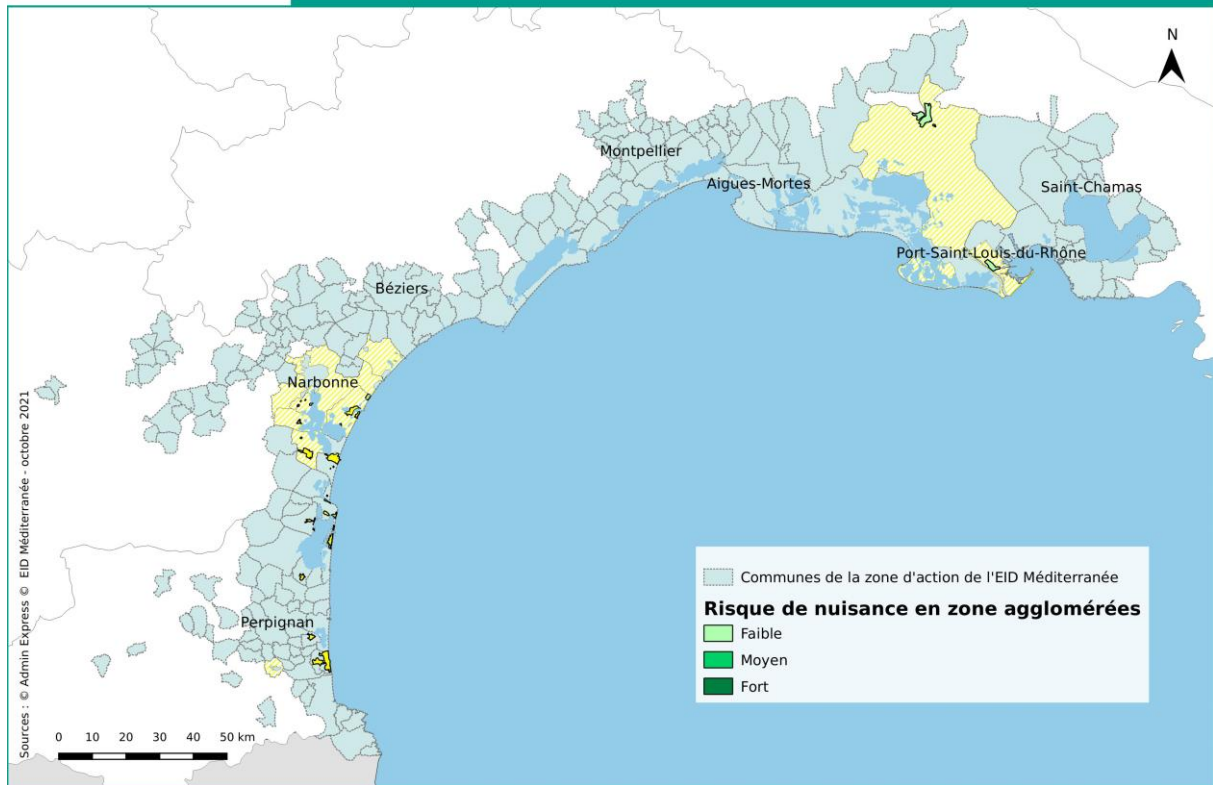 N
Montpellier
Aigues-Mortes
Saint-Chamas
Port-Saint-Louis-du-Rhône
Béziers
Narbonne
Perpignan
Communes de la zone d'action de l'EID Méditerranée
Risque de nuisance en zone agglomérées
Faible
Moyen
Fort
0 10 20 30 40 50 km
Sources : © Admin Express © EID Méditerranée - octobre 2021